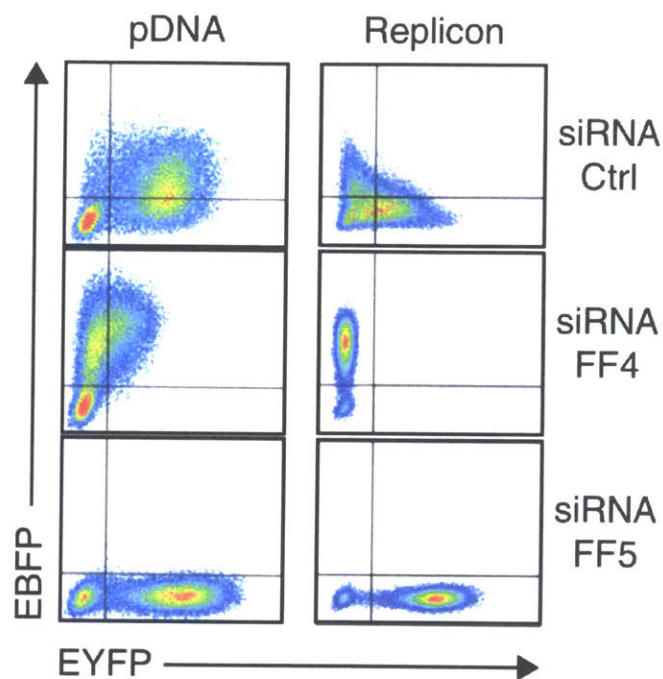 pDNA
Replicon
siRNA
Ctrl
siRNA
FF4
siRNA
FF5
EBFP
EYFP